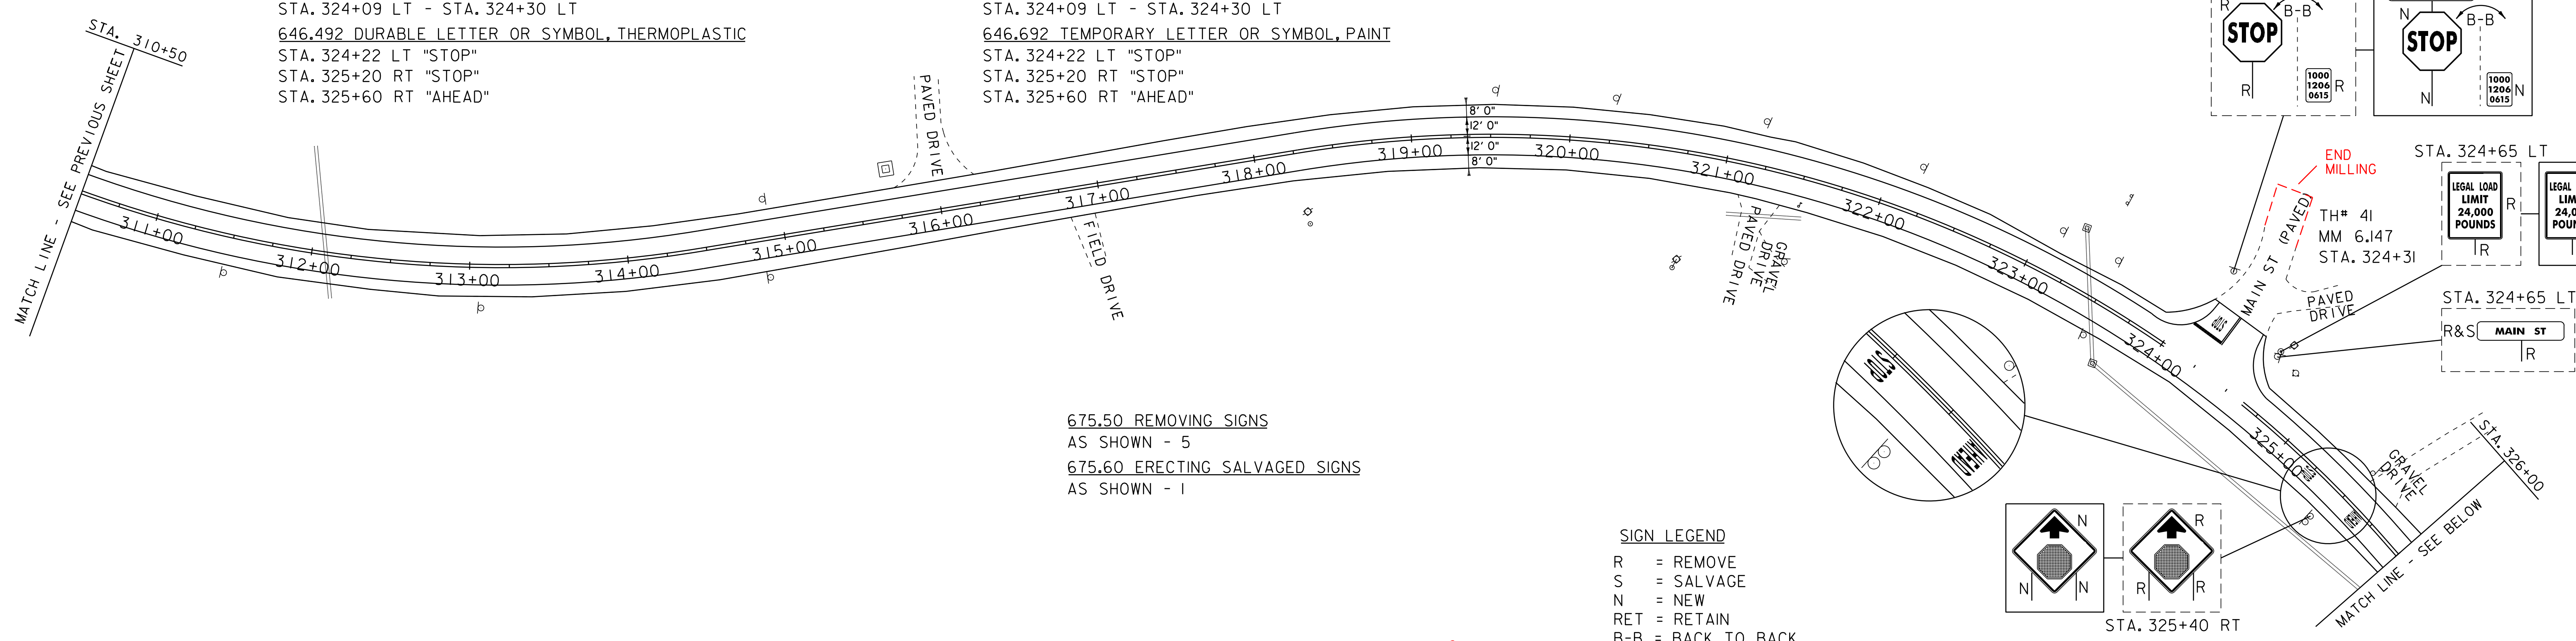 STA. 324+09 LT - STA. 324+30 LT
646.492 DURABLE LETTER OR SYMBOL, THERMOPLASTIC
STA. 324+22 LT "STOP"
STA. 325+20 RT "STOP"
STA. 325+60 RT "AHEAD"
STA. 324+09 LT - STA. 324+30 LT
646.692 TEMPORARY LETTER OR SYMBOL, PAINT
STA. 324+22 LT "STOP"
STA. 325+20 RT "STOP"
STA. 325+60 RT "AHEAD"
STA. 310+50
MATCH LINE - SEE PREVIOUS SHEET
PAVED DRIVE
311+00
312+00
313+00
314+00
315+00
316+00
317+00
318+00
319+00
320+00
321+00
322+00
323+00
324+00
325+00
8' 0"
12' 0"
12' 0"
8' 0"
FIELD DRIVE
PAVED DRIVE
GRAVEL
DRIVE
R
STOP
R
B-B
1000
1206
0615
R
N
STOP
N
B-B
1000
1206
0615
N
END
MILLING
MAIN ST (PAVED)
TH# 41
MM 6.147
STA. 324+31
STA. 324+65 LT
LEGAL LOAD
LIMIT
24,000
POUNDS
R
R
LEGAL
STA. 324+65 LT
R&S
MAIN ST
R
PAVED
DRIVE
STOP
STOP
AHEAD
STOP
AHEAD
GRAVEL
DRIVE
STA. 326+00
MATCH LINE - SEE BELOW
675.50 REMOVING SIGNS
AS SHOWN - 5
675.60 ERECTING SALVAGED SIGNS
AS SHOWN - 1
SIGN LEGEND
R = REMOVE
S = SALVAGE
N = NEW
RET = RETAIN
B-B = BACK TO BACK
N
N
N
R
R
R
STA. 325+40 RT